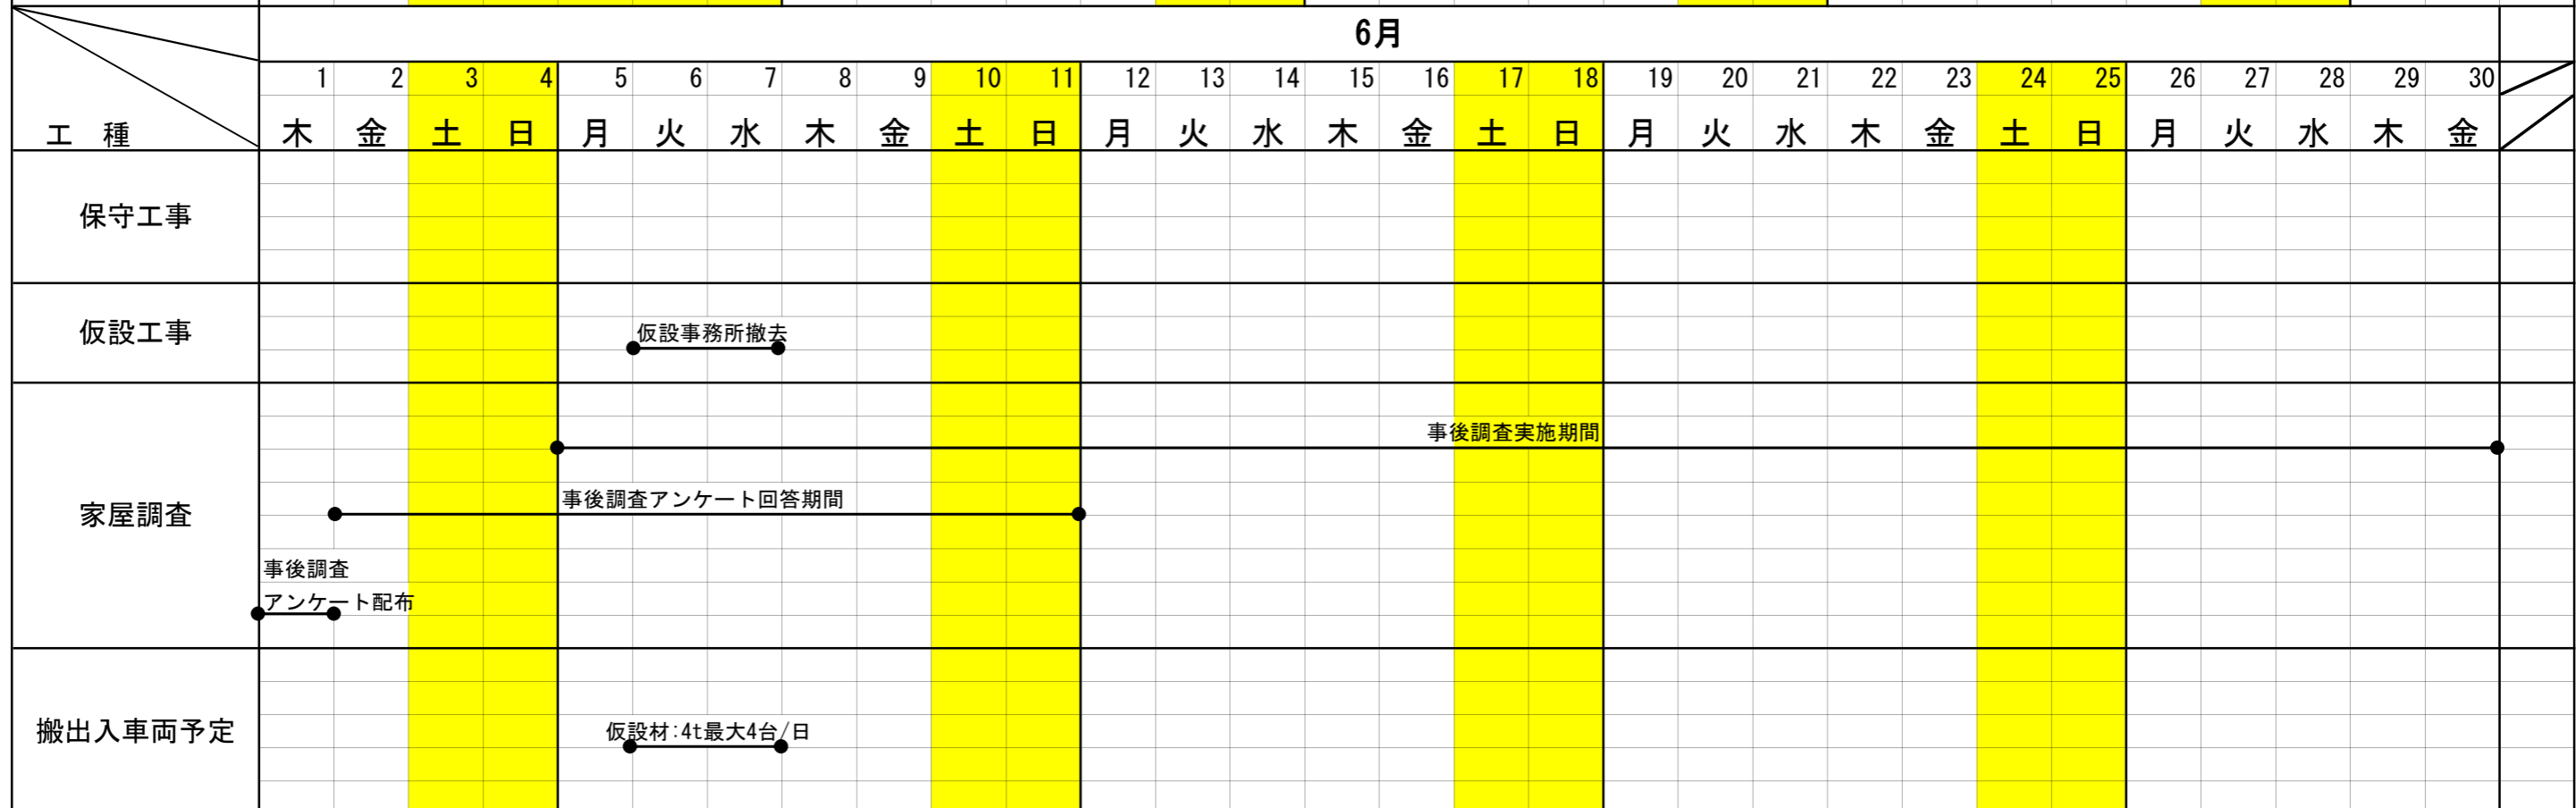 6月
1 2 3 4 5 6 7 8 9 10 11 12 13 14 15 16 17 18 19 20 21 22 23 24 25 26 27 28 29 30
工 種 木 金 土 日 月 火 水 木 金 土 日 月 火 水 木 金 土 日 月 火 水 木 金 土 日 月 火 水 木 金
保守工事
仮設工事
仮設事務所撤去
家屋調査
事後調査実施期間
事後調査アンケート回答期間
事後調査
アンケート配布
搬出入車両予定
仮設材:4t最大4台/日